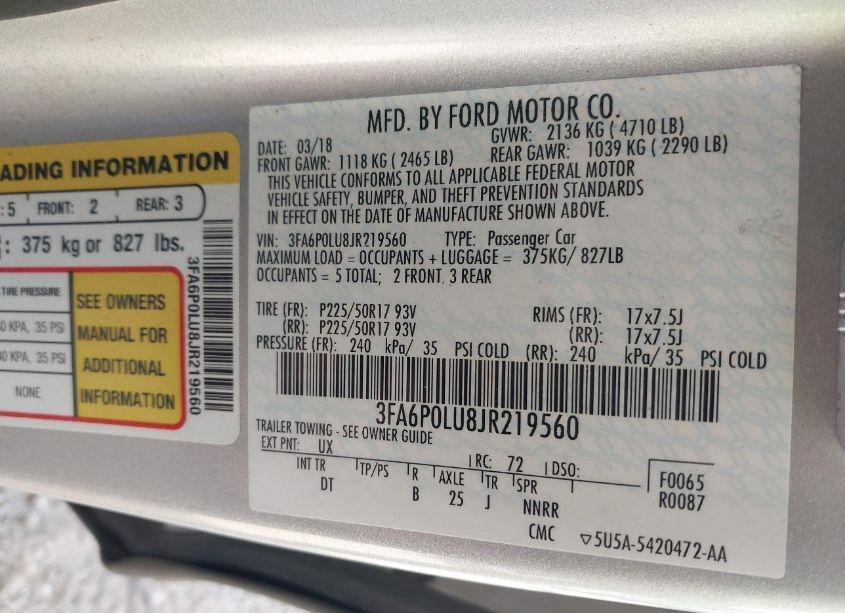 ADING INFORMATION
: 5 FRONT: 2 REAR: 3
: 375 kg or 827 lbs.
TIRE PRESSURE
0 KPA, 35 PSI
40 KPA, 35 PSI
NONE
SEE OWNERS
MANUAL FOR
ADDITIONAL
INFORMATION
3FA6P0LU8JR219560
MFD. BY FORD MOTOR CO.
DATE: 03/18 GVWR: 2136 KG ( 4710 LB)
FRONT GAWR: 1118 KG ( 2465 LB) REAR GAWR: 1039 KG ( 2290 LB)
THIS VEHICLE CONFORMS TO ALL APPLICABLE FEDERAL MOTOR
VEHICLE SAFETY, BUMPER, AND THEFT PREVENTION STANDARDS
IN EFFECT ON THE DATE OF MANUFACTURE SHOWN ABOVE.
VIN: 3FA6P0LU8JR219560 TYPE: Passenger Car
MAXIMUM LOAD = OCCUPANTS + LUGGAGE = 375KG/ 827LB
OCCUPANTS = 5 TOTAL; 2 FRONT, 3 REAR
TIRE (FR): P225/50R17 93V RIMS (FR): 17x7.5J
(RR): P225/50R17 93V (RR): 17x7.5J
PRESSURE (FR): 240 kPa/ 35 PSI COLD (RR): 240 kPa/ 35 PSI COLD
3FA6P0LU8JR219560
TRAILER TOWING - SEE OWNER GUIDE
EXT PNT: UX RC: 72 DSO: F0065
INT TR TP/PS R AXLE TR SPR R0087
DT B 25 J NNRR
CMC ▽5U5A-5420472-AA